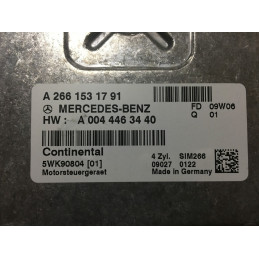 A 266 153 17 91
MERCEDES-BENZ
FD 09W06
Q 01
HW : A 004 446 34 40
Continental
5WK90804 [01]
Motorsteuergeraet
4 Zyl. SIM266
09027 0122
Made in Germany